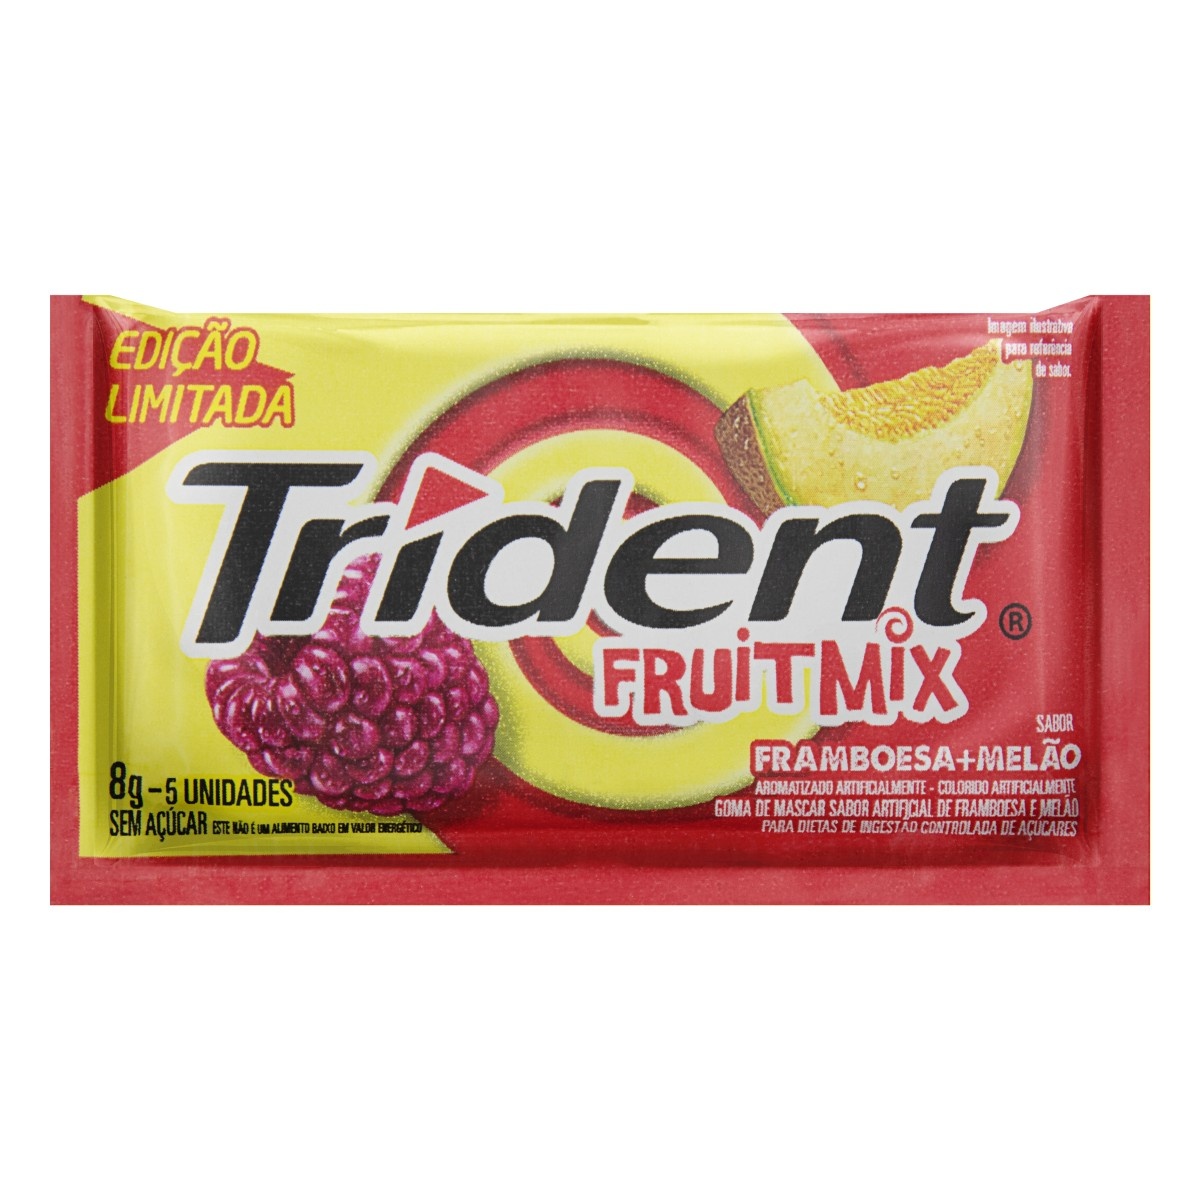 EDIÇÃO
LIMITADA
Imagem ilustrativa
para referência
de sabor.
Trident
®
FRUiTMiX
SABOR
FRAMBOESA+MELÃO
AROMATIZADO ARTIFICIALMENTE - COLORIDO ARTIFICIALMENTE
GOMA DE MASCAR SABOR ARTIFICIAL DE FRAMBOESA E MELÃO
PARA DIETAS DE INGESTÃO CONTROLADA DE AÇÚCARES
8g - 5 UNIDADES
SEM AÇÚCAR ESTE NÃO É UM ALIMENTO BAIXO EM VALOR ENERGÉTICO